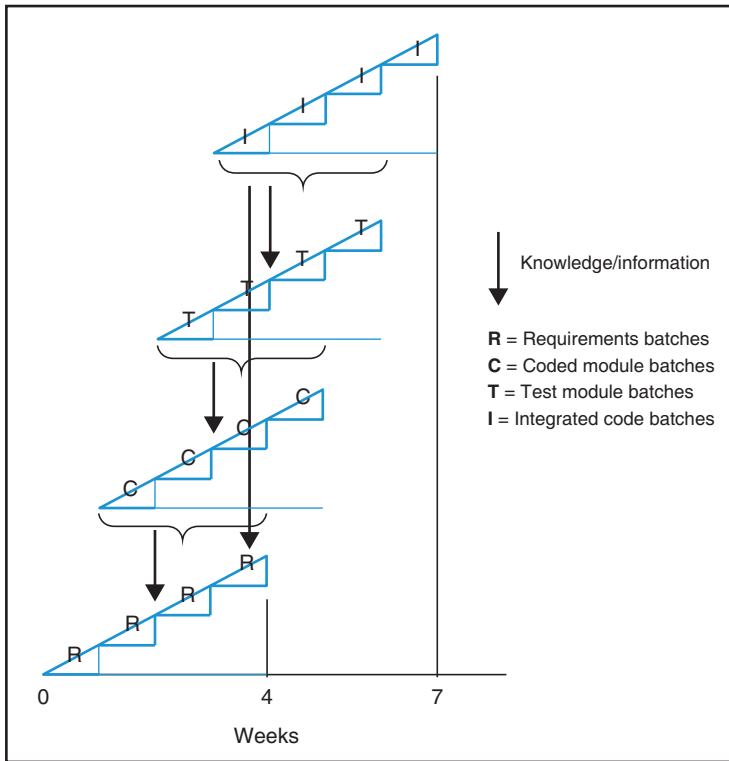 I
I
I
I
T
T
T
T
Knowledge/information
R = Requirements batches
C = Coded module batches
T = Test module batches
I = Integrated code batches
C
C
C
C
R
R
R
R
0 4 7
Weeks